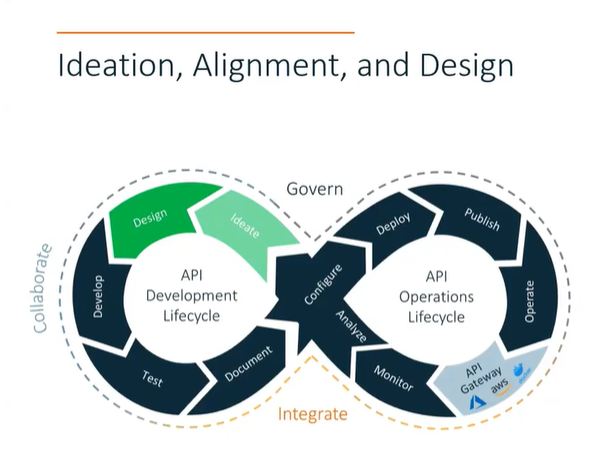 Ideation, Alignment, and Design
Govern
Collaborate
Integrate
API
Development
Lifecycle
Ideate
Design
Develop
Test
Document
Configure
Deploy
Publish
Operate
API
Gateway
aws
Monitor
Analyze
API
Operations
Lifecycle